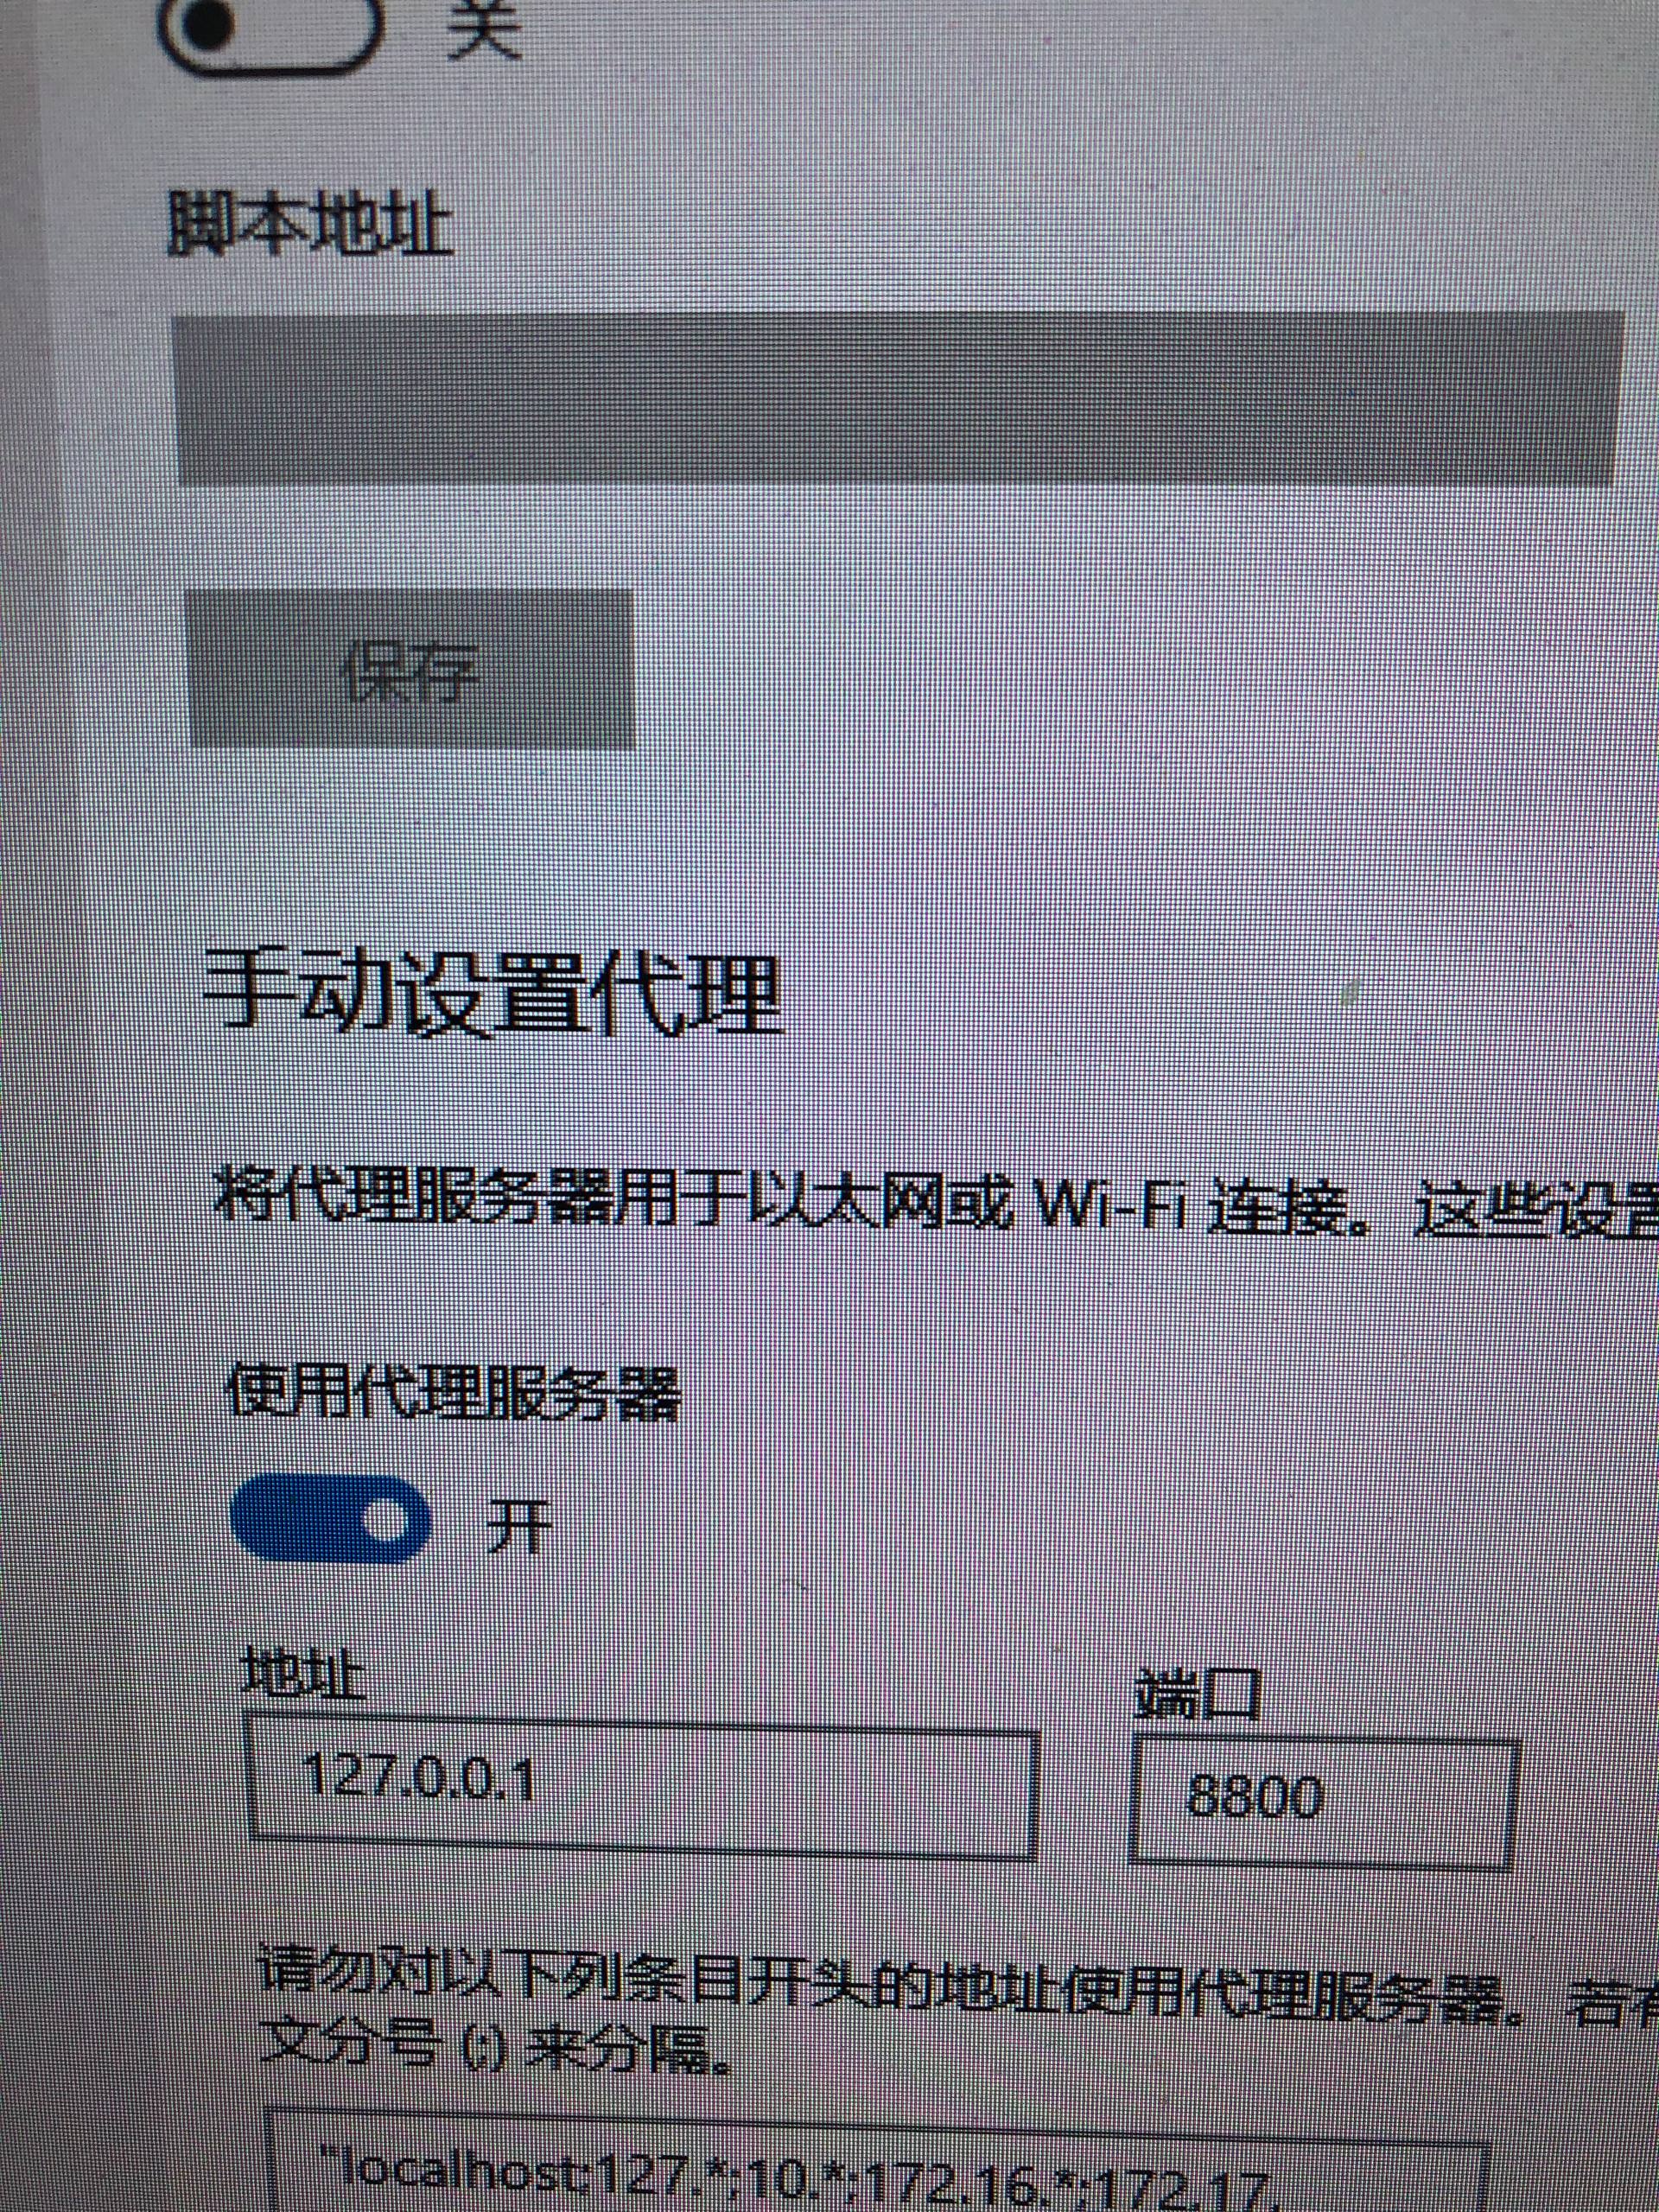 关
脚本地址
保存
手动设置代理
将代理服务器用于以太网或 Wi-Fi 连接。这些设置
使用代理服务器
开
地址
端口
127.0.0.1
8800
请勿对以下列条目开头的地址使用代理服务器。若有
文分号 (;) 来分隔。
"localhost;127.*;10.*;172.16.*;172.17.